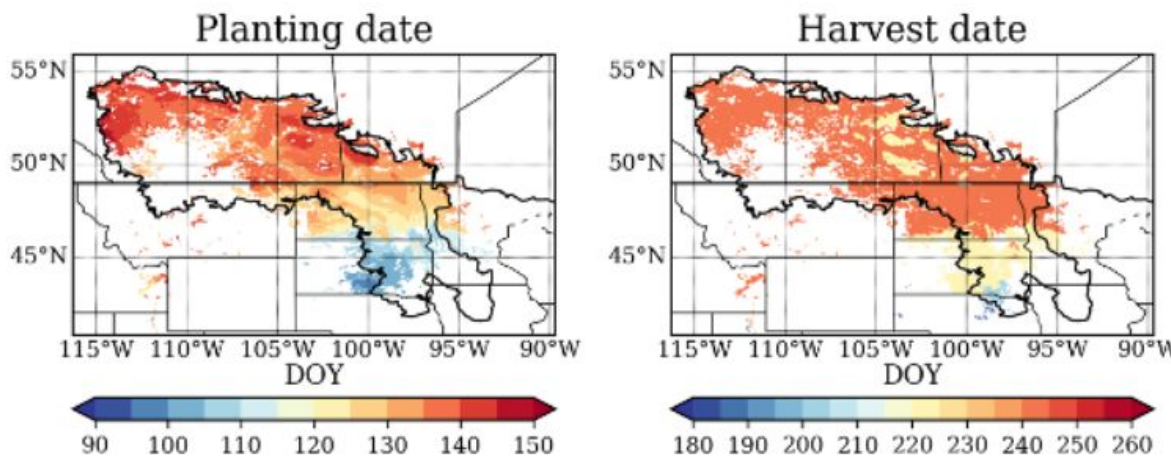 Planting date
55°N
50°N
45°N
115°W 110°W 105°W 100°W 95°W 90°W
DOY
90 100 110 120 130 140 150
Harvest date
55°N
50°N
45°N
115°W 110°W 105°W 100°W 95°W 90°W
DOY
180 190 200 210 220 230 240 250 260